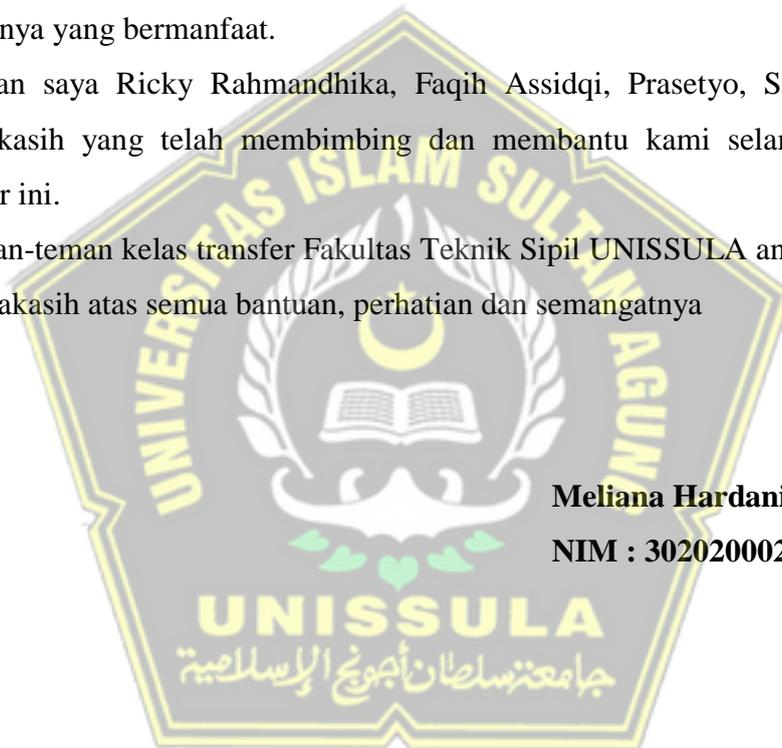 nya yang bermanfaat.
an saya Ricky Rahmandhika, Faqih Assidqi, Prasetyo, S
kasih yang telah membimbing dan membantu kami selar
r ini.
an-teman kelas transfer Fakultas Teknik Sipil UNISSULA an
akasih atas semua bantuan, perhatian dan semangatnya
Meliana Hardani
NIM : 302020002
UNIVERSITAS ISLAM SULTAN AGUNG
UNISSULA
جامعة سلطان أجونج الإسلامية